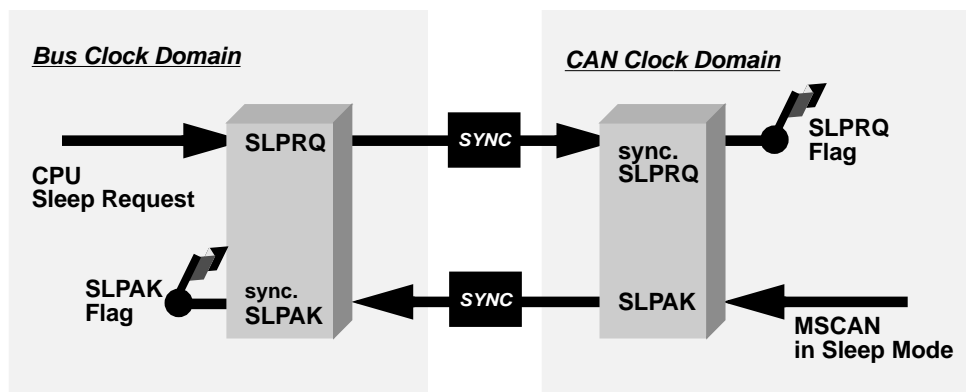 Bus Clock Domain
CAN Clock Domain
SLPRQ
SYNC
sync.
SLPRQ
SLPRQ
Flag
CPU
Sleep Request
SLPAK
Flag
sync.
SLPAK
SYNC
SLPAK
MSCAN
in Sleep Mode